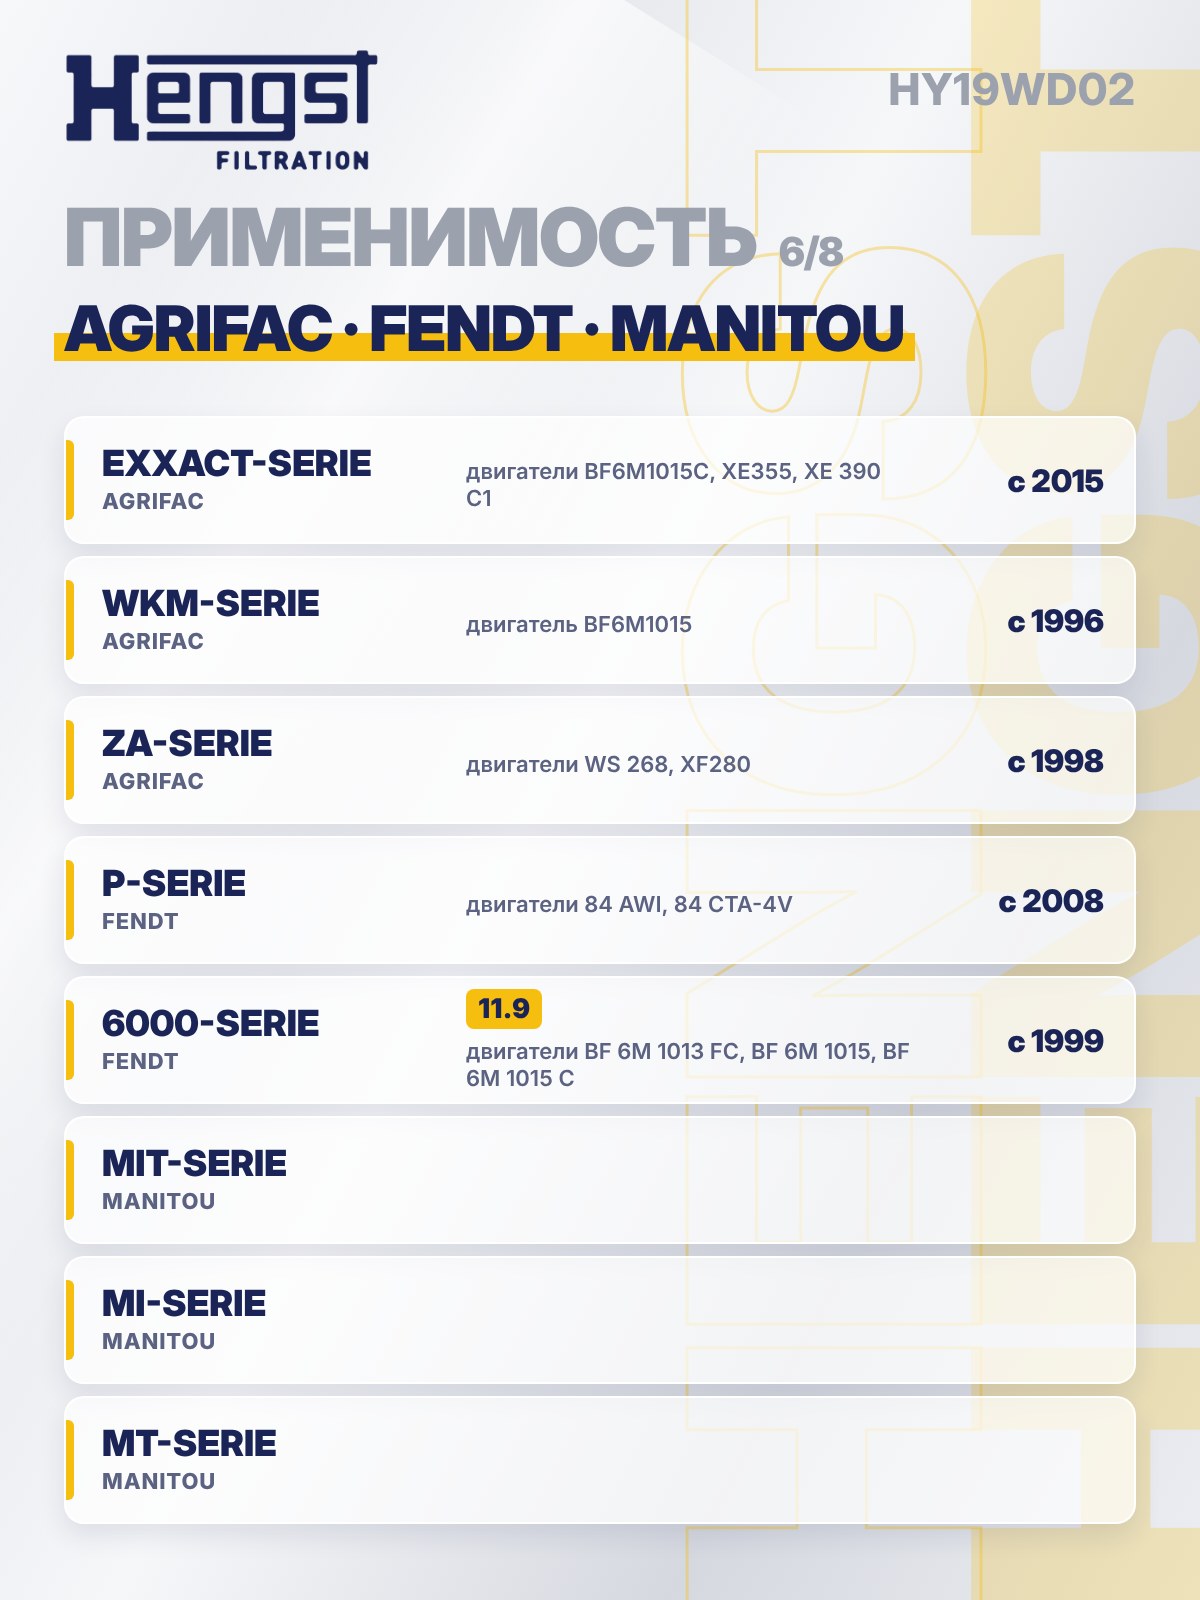 Hengst
FILTRATION
HY19WD02
ПРИМЕНИМОСТЬ 6/8
AGRIFAC · FENDT · MANITOU
EXXACT-SERIE
AGRIFAC
двигатели BF6M1015C, XE355, XE 390
C1
с 2015
WKM-SERIE
AGRIFAC
двигатель BF6M1015
с 1996
ZA-SERIE
AGRIFAC
двигатели WS 268, XF280
с 1998
P-SERIE
FENDT
двигатели 84 AWI, 84 CTA-4V
с 2008
6000-SERIE
FENDT
11.9
двигатели BF 6M 1013 FC, BF 6M 1015, BF
6M 1015 C
с 1999
MIT-SERIE
MANITOU
MI-SERIE
MANITOU
MT-SERIE
MANITOU
HENGST
HENGST